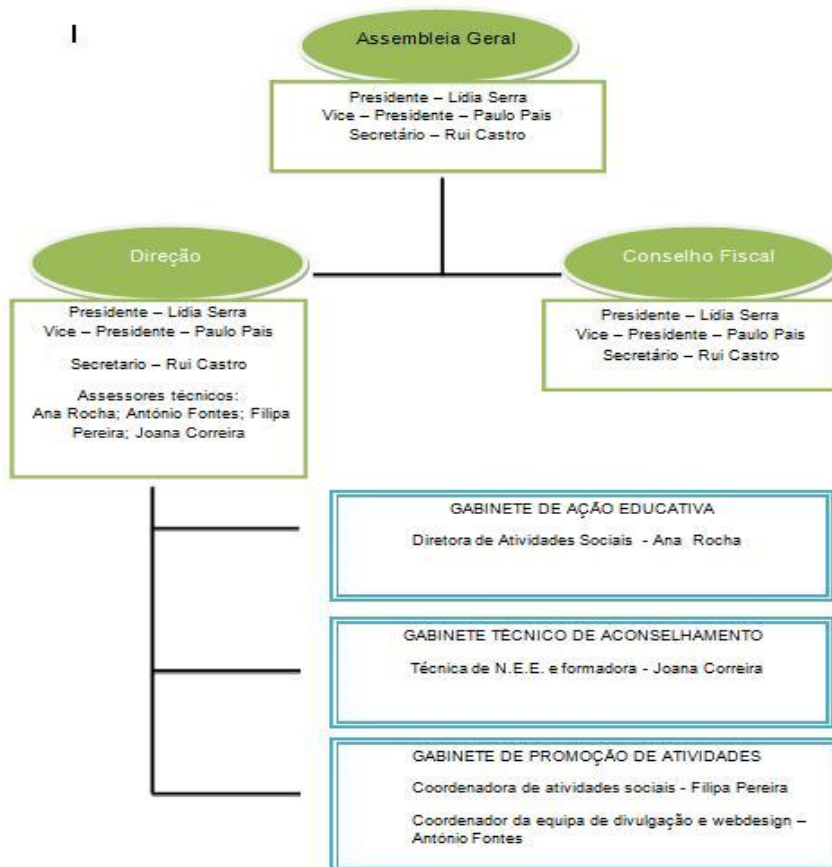 I
Assembleia Geral
Presidente – Lídia Serra
Vice – Presidente – Paulo Pais
Secretário – Rui Castro
Direção
Presidente – Lídia Serra
Vice – Presidente – Paulo Pais
Secretario – Rui Castro
Assessores técnicos:
Ana Rocha; António Fontes; Filipa
Pereira; Joana Correira
Conselho Fiscal
Presidente – Lídia Serra
Vice – Presidente – Paulo Pais
Secretário – Rui Castro
GABINETE DE AÇÃO EDUCATIVA
Diretora de Atividades Sociais - Ana Rocha
GABINETE TÉCNICO DE ACONSELHAMENTO
Técnica de N.E.E. e formadora - Joana Correira
GABINETE DE PROMOÇÃO DE ATIVIDADES
Coordenadora de atividades sociais - Filipa Pereira
Coordenador da equipa de divulgação e webdesign –
António Fontes